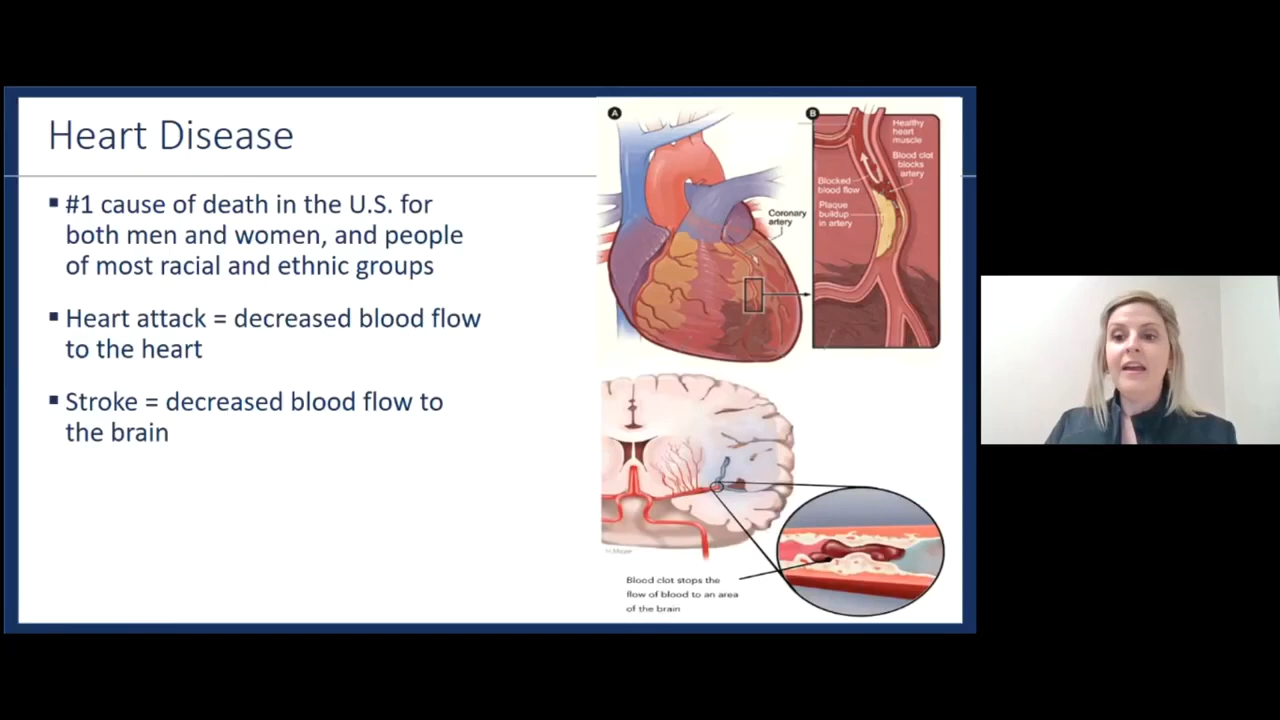 Heart Disease
▪ #1 cause of death in the U.S. for
both men and women, and people
of most racial and ethnic groups
▪ Heart attack = decreased blood flow
to the heart
▪ Stroke = decreased blood flow to
the brain
A
Coronary
artery
B
Healthy
heart
muscle
Blood clot
blocks
artery
Blocked
blood flow
Plaque
buildup
in artery
Blood clot stops the
flow of blood to an area
of the brain